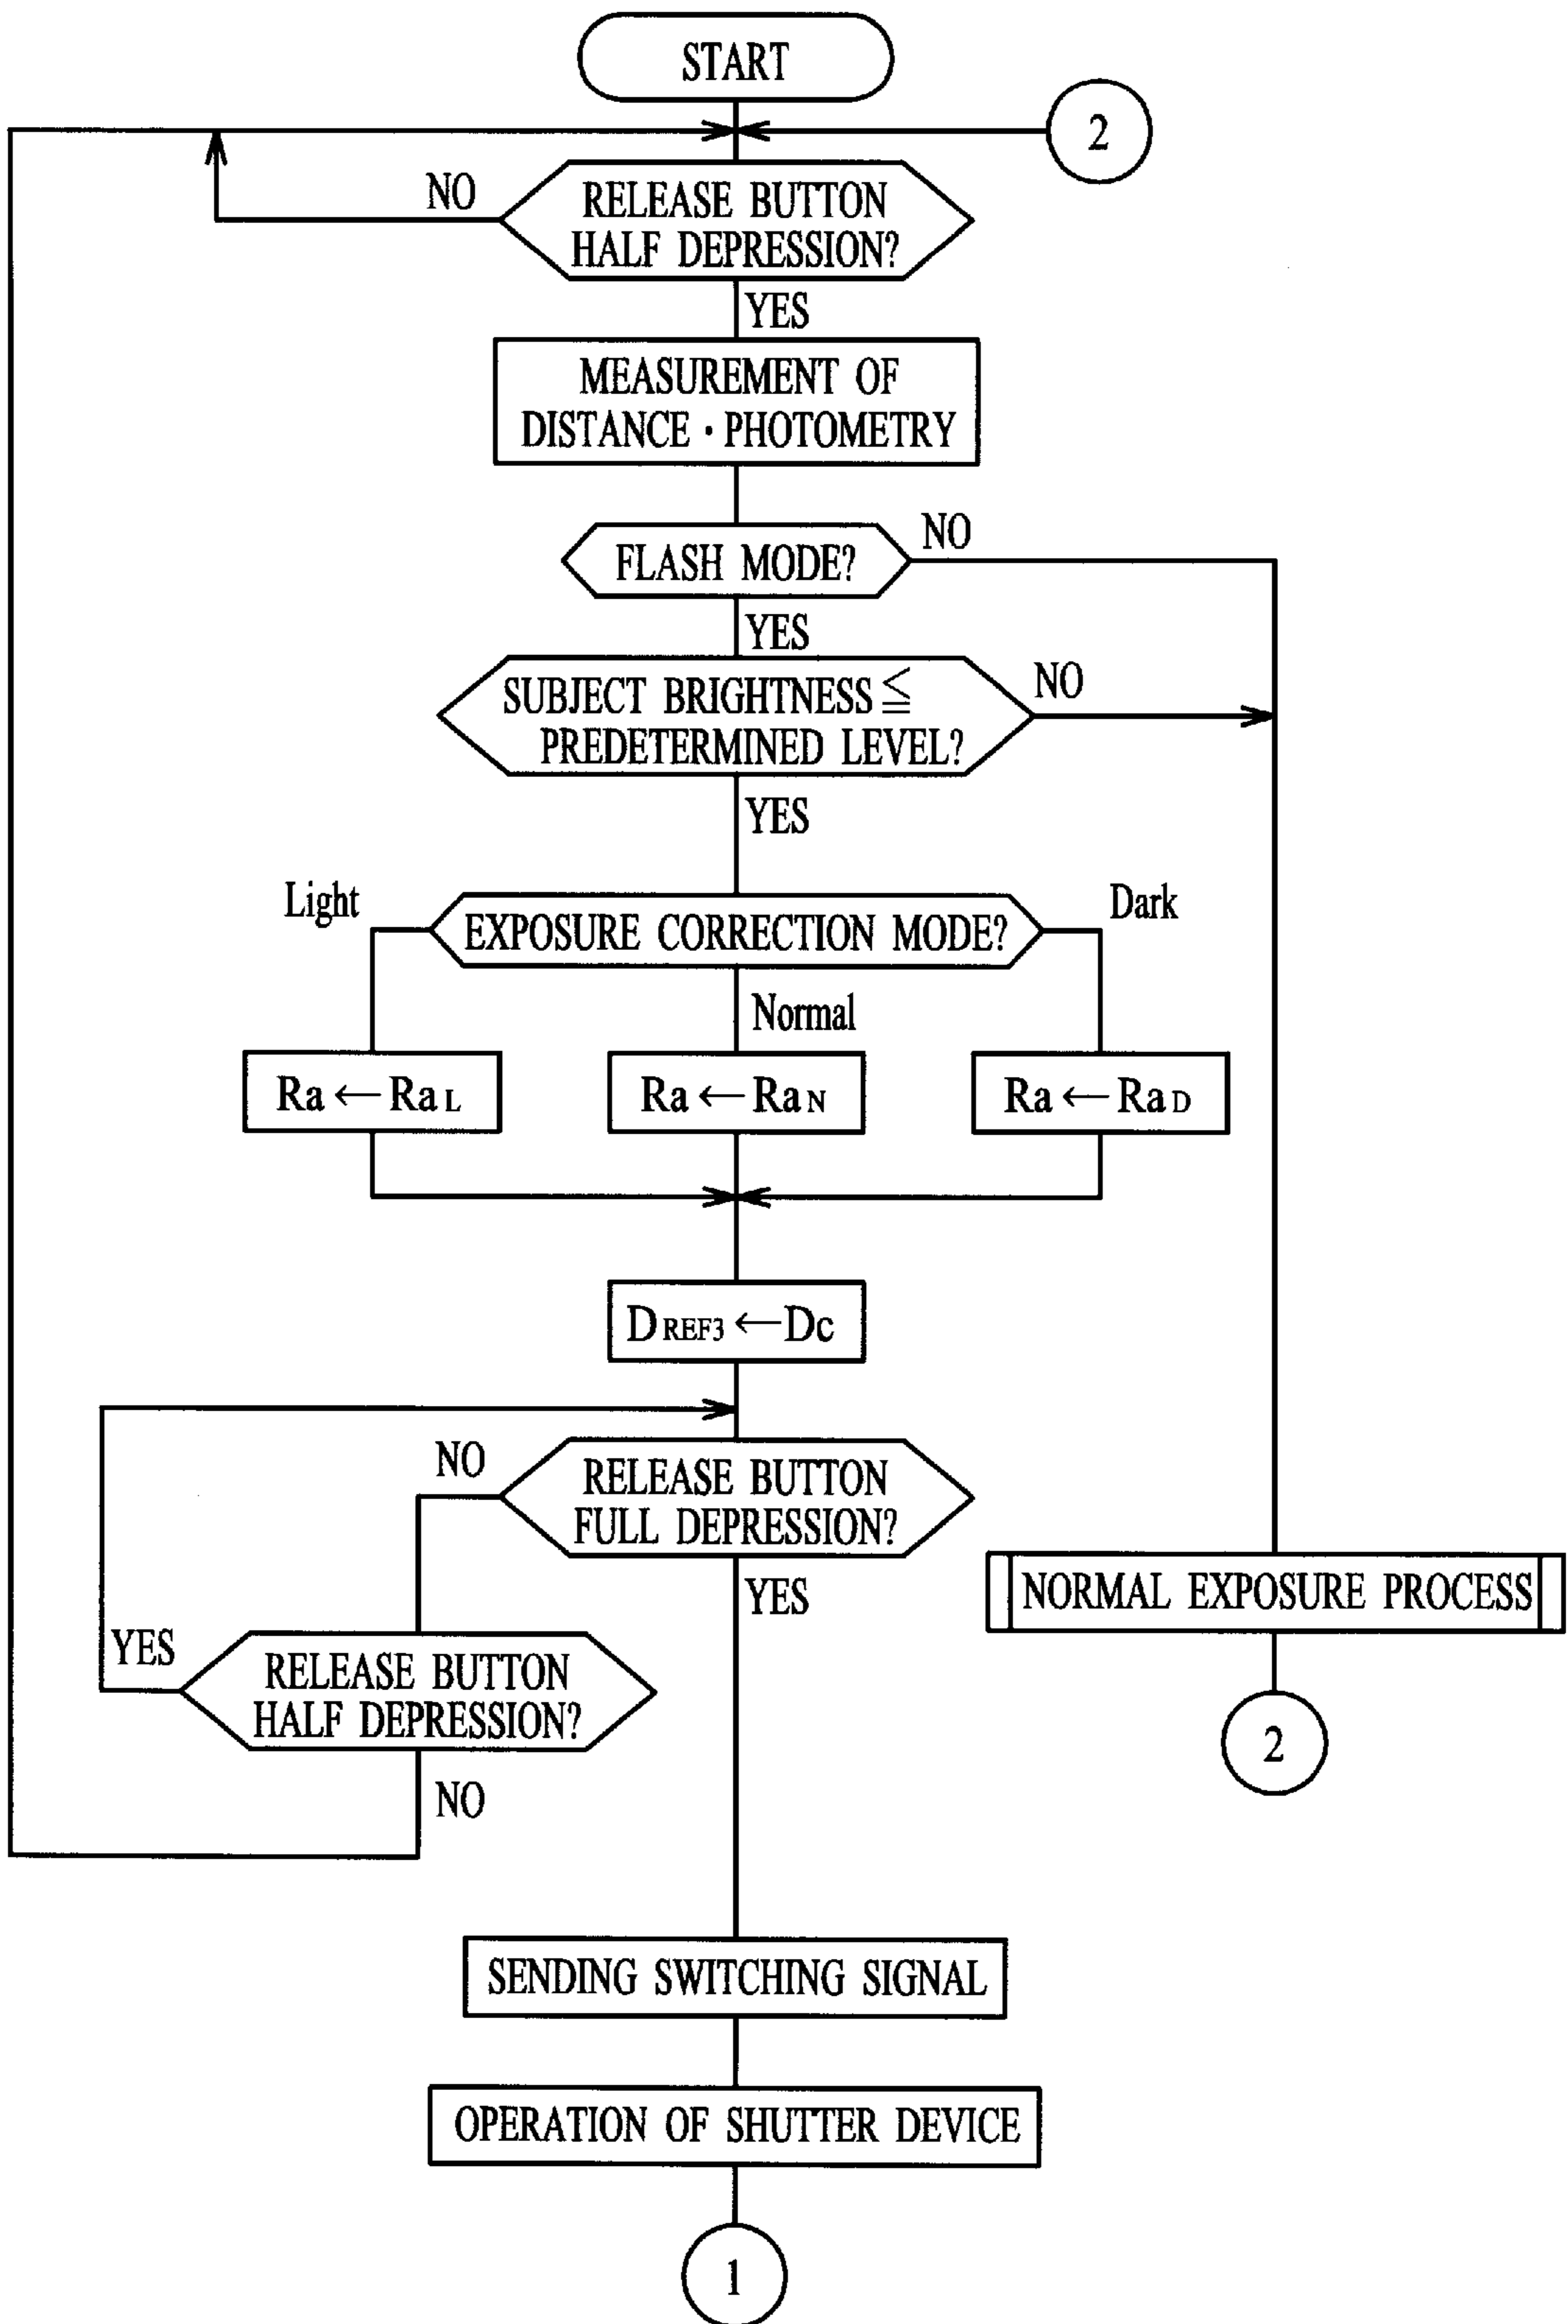 START
2
NO
RELEASE BUTTON
HALF DEPRESSION?
YES
MEASUREMENT OF
DISTANCE · PHOTOMETRY
NO
FLASH MODE?
YES
SUBJECT BRIGHTNESS ≦
PREDETERMINED LEVEL?
NO
YES
Light
EXPOSURE CORRECTION MODE?
Dark
Normal
Ra ← RaL
Ra ← RaN
Ra ← RaD
DREF3 ← Dc
NO
RELEASE BUTTON
FULL DEPRESSION?
YES
NORMAL EXPOSURE PROCESS
YES
RELEASE BUTTON
HALF DEPRESSION?
2
NO
SENDING SWITCHING SIGNAL
OPERATION OF SHUTTER DEVICE
1